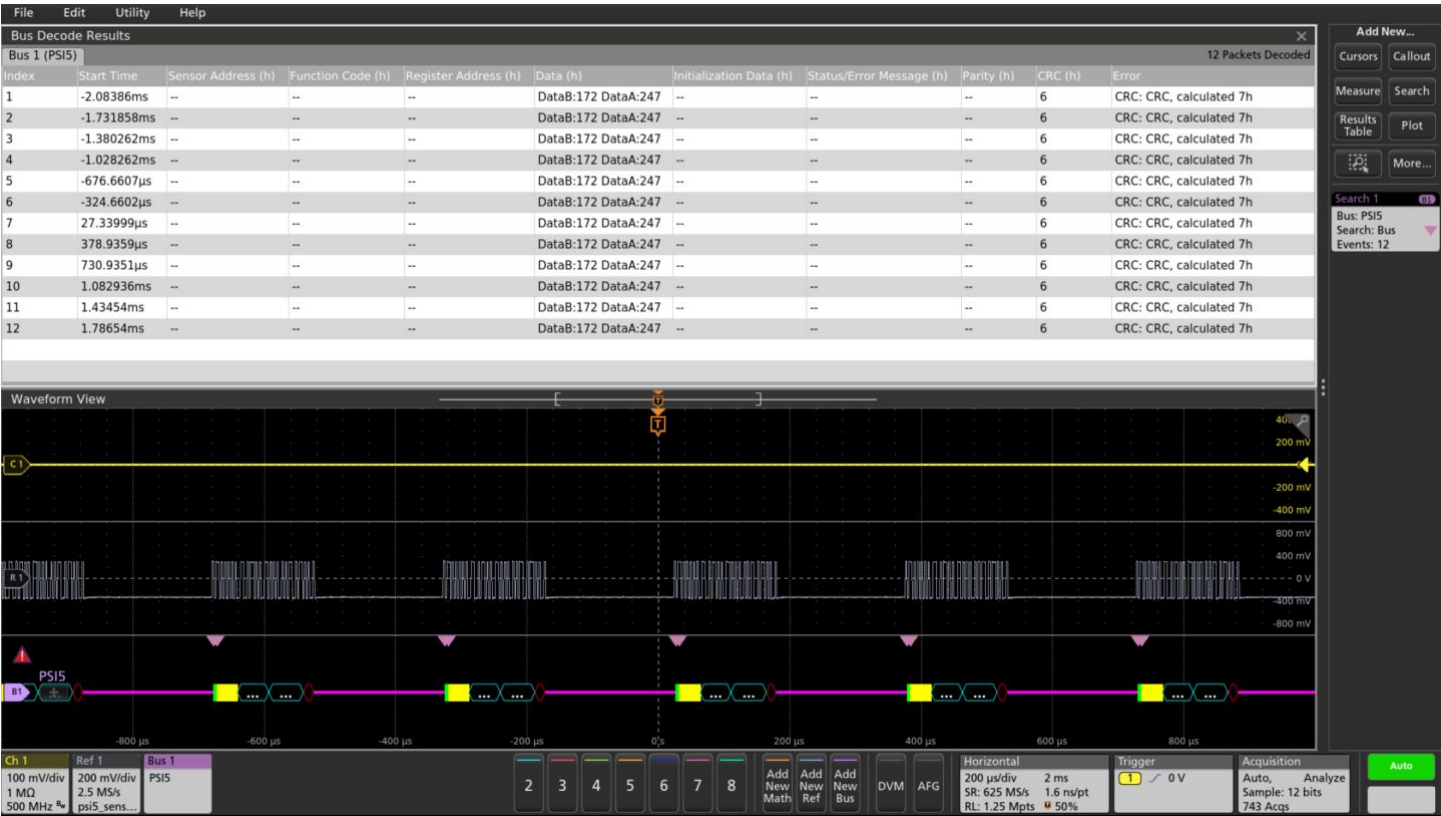 File Edit Utility Help
Bus Decode Results
Bus 1 (PSI5) 12 Packets Decoded
Index Start Time Sensor Address (h) Function Code (h) Register Address (h) Data (h) Initialization Data (h) Status/Error Message (h) Parity (h) CRC (h) Error
1 -2.08386ms -- -- -- DataB:172 DataA:247 -- -- -- 6 CRC: CRC, calculated 7h
2 -1.731858ms -- -- -- DataB:172 DataA:247 -- -- -- 6 CRC: CRC, calculated 7h
3 -1.380262ms -- -- -- DataB:172 DataA:247 -- -- -- 6 CRC: CRC, calculated 7h
4 -1.028262ms -- -- -- DataB:172 DataA:247 -- -- -- 6 CRC: CRC, calculated 7h
5 -676.6607µs -- -- -- DataB:172 DataA:247 -- -- -- 6 CRC: CRC, calculated 7h
6 -324.6602µs -- -- -- DataB:172 DataA:247 -- -- -- 6 CRC: CRC, calculated 7h
7 27.33999µs -- -- -- DataB:172 DataA:247 -- -- -- 6 CRC: CRC, calculated 7h
8 378.9359µs -- -- -- DataB:172 DataA:247 -- -- -- 6 CRC: CRC, calculated 7h
9 730.9351µs -- -- -- DataB:172 DataA:247 -- -- -- 6 CRC: CRC, calculated 7h
10 1.082936ms -- -- -- DataB:172 DataA:247 -- -- -- 6 CRC: CRC, calculated 7h
11 1.43454ms -- -- -- DataB:172 DataA:247 -- -- -- 6 CRC: CRC, calculated 7h
12 1.78654ms -- -- -- DataB:172 DataA:247 -- -- -- 6 CRC: CRC, calculated 7h
Waveform View
T
T
200 mV
C1
-200 mV
-400 mV
800 mV
400 mV
R 1
0 V
-400 mV
-800 mV
PSI5
B1
... ... ... ... ... ... ... ... ... ...
-800 µs -600 µs -400 µs -200 µs 0 s 200 µs 400 µs 600 µs 800 µs
Add New...
Cursors Callout
Measure Search
Results Table Plot
More...
Search 1 B1
Bus: PSI5
Search: Bus
Events: 12
Ch 1
100 mV/div
1 MΩ
500 MHz
Ref 1
200 mV/div
2.5 MS/s
psi5_sens...
Bus 1
PSI5
2 3 4 5 6 7 8
Add New Math
Add New Ref
Add New Bus
DVM AFG
Horizontal
200 µs/div 2 ms
SR: 625 MS/s 1.6 ns/pt
RL: 1.25 Mpts 50%
Trigger
1 0 V
Acquisition
Auto, Analyze
Sample: 12 bits
743 Acqs
Auto